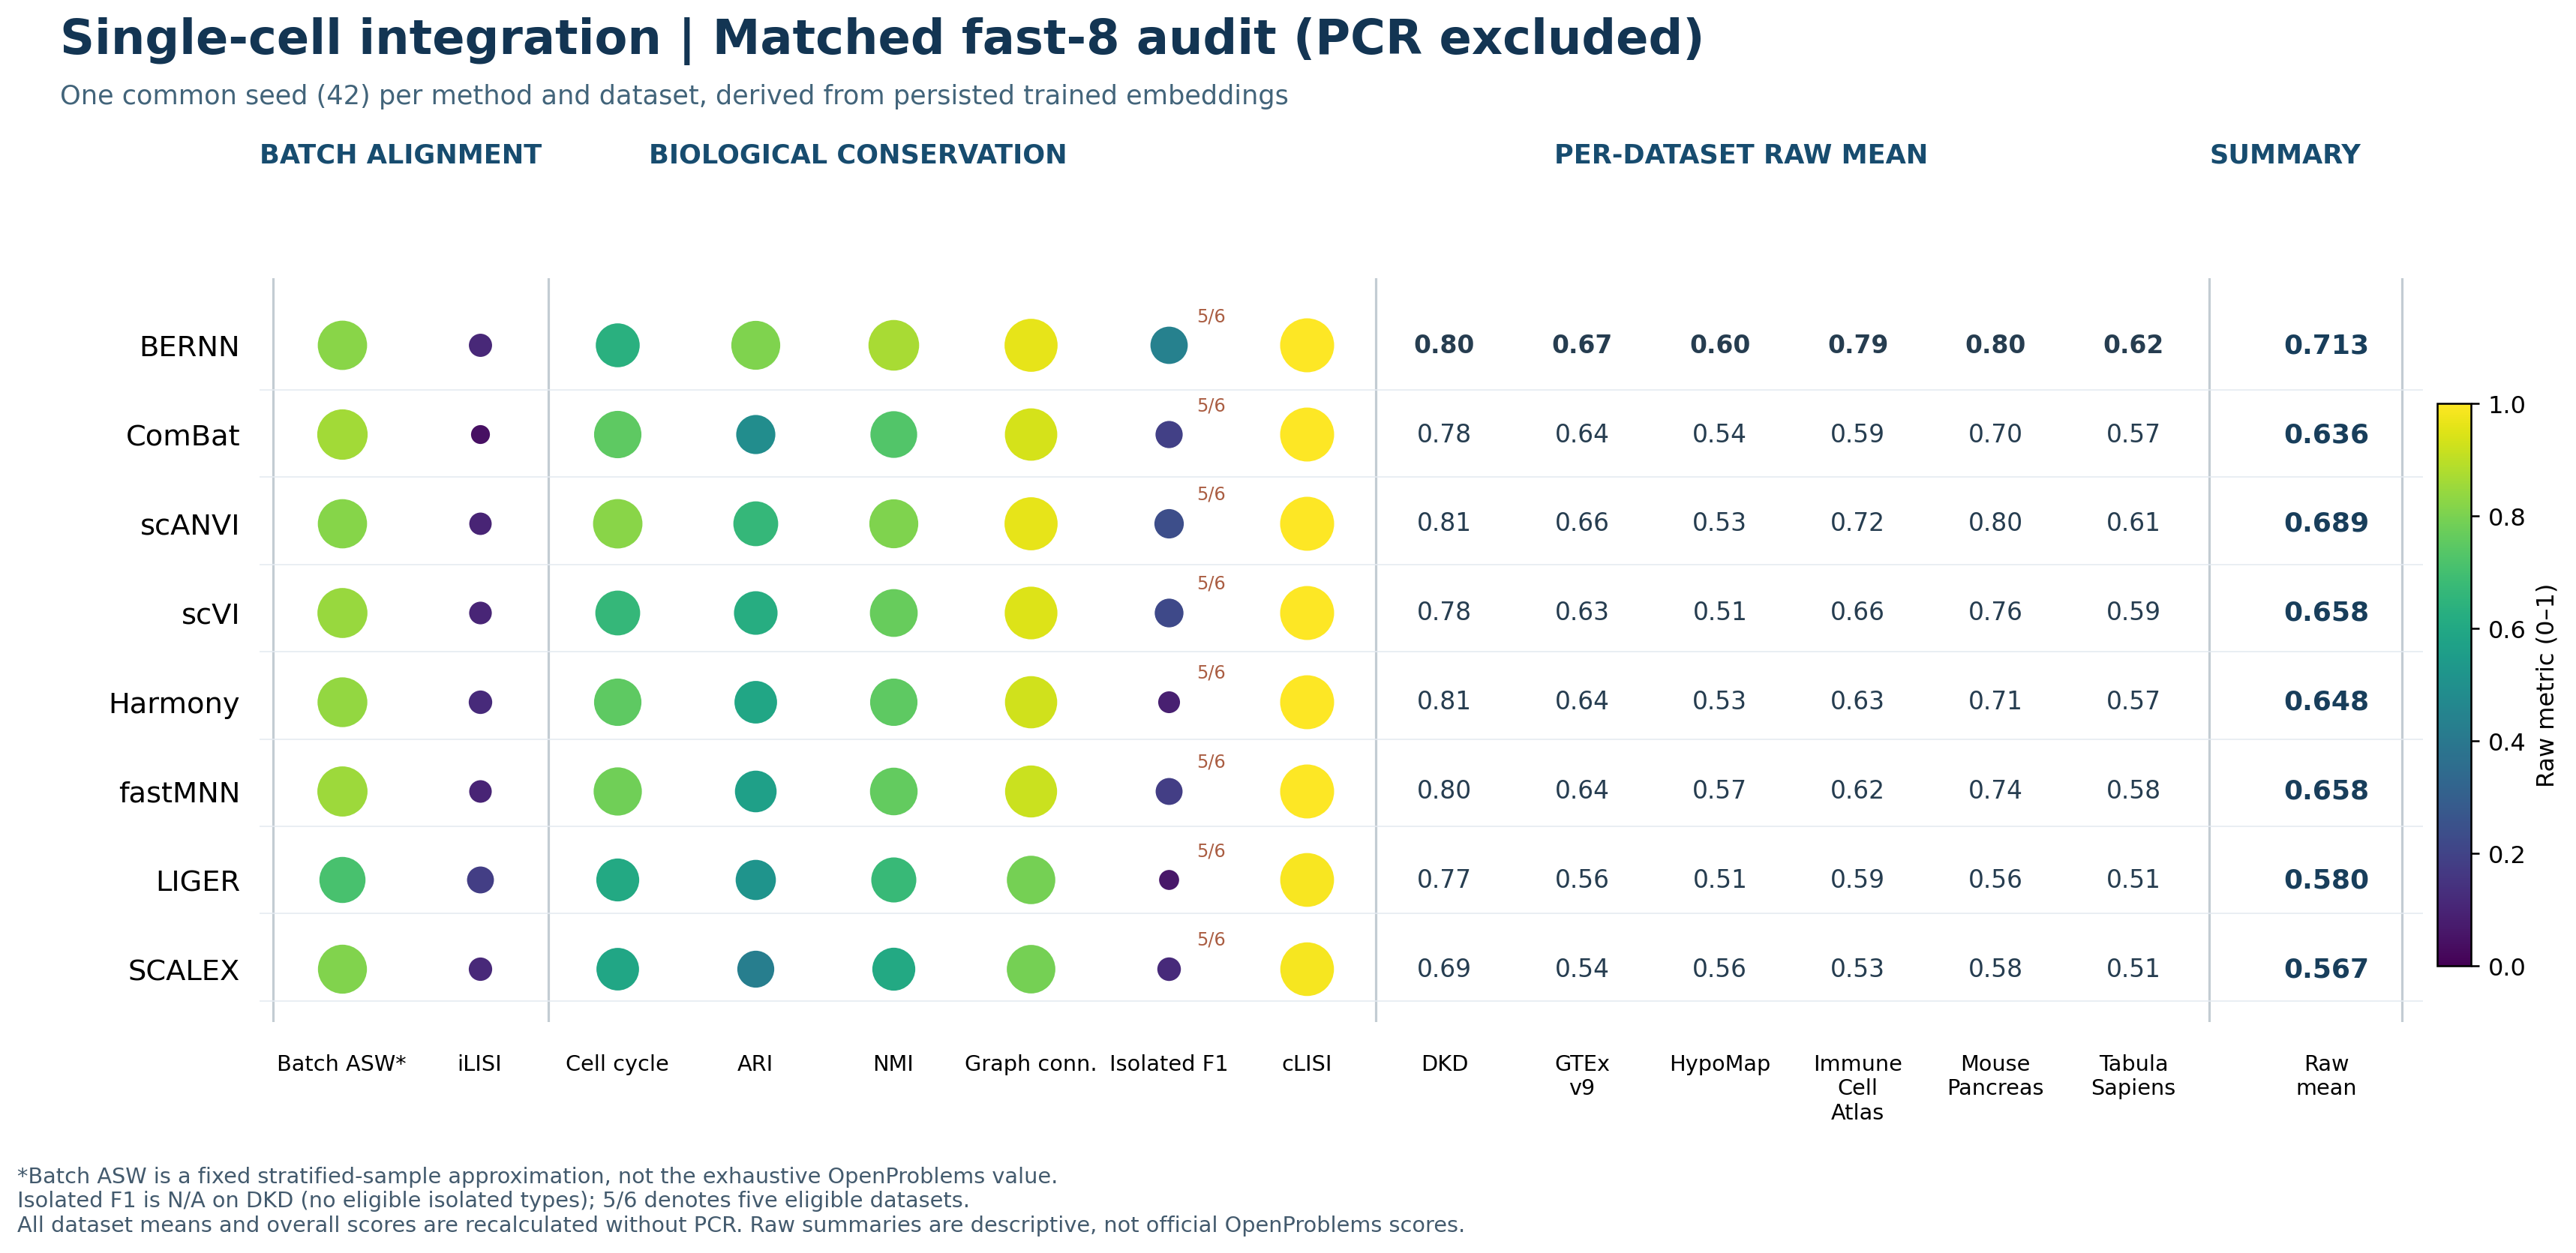 Single-cell integration | Matched fast-8 audit (PCR excluded)
One common seed (42) per method and dataset, derived from persisted trained embeddings
BATCH ALIGNMENT BIOLOGICAL CONSERVATION PER-DATASET RAW MEAN SUMMARY
5/6
BERNN 0.80 0.67 0.60 0.79 0.80 0.62 0.713
5/6
ComBat 0.78 0.64 0.54 0.59 0.70 0.57 0.636
5/6
scANVI 0.81 0.66 0.53 0.72 0.80 0.61 0.689
5/6
scVI 0.78 0.63 0.51 0.66 0.76 0.59 0.658
5/6
Harmony 0.81 0.64 0.53 0.63 0.71 0.57 0.648
5/6
fastMNN 0.80 0.64 0.57 0.62 0.74 0.58 0.658
5/6
LIGER 0.77 0.56 0.51 0.59 0.56 0.51 0.580
5/6
SCALEX 0.69 0.54 0.56 0.53 0.58 0.51 0.567
1.0
0.8
0.6
0.4
0.2
0.0
Raw metric (0–1)
Batch ASW* iLISI Cell cycle ARI NMI Graph conn. Isolated F1 cLISI DKD GTEx HypoMap Immune Mouse Tabula Raw
v9 Cell Pancreas Sapiens mean
Atlas
*Batch ASW is a fixed stratified-sample approximation, not the exhaustive OpenProblems value.
Isolated F1 is N/A on DKD (no eligible isolated types); 5/6 denotes five eligible datasets.
All dataset means and overall scores are recalculated without PCR. Raw summaries are descriptive, not official OpenProblems scores.